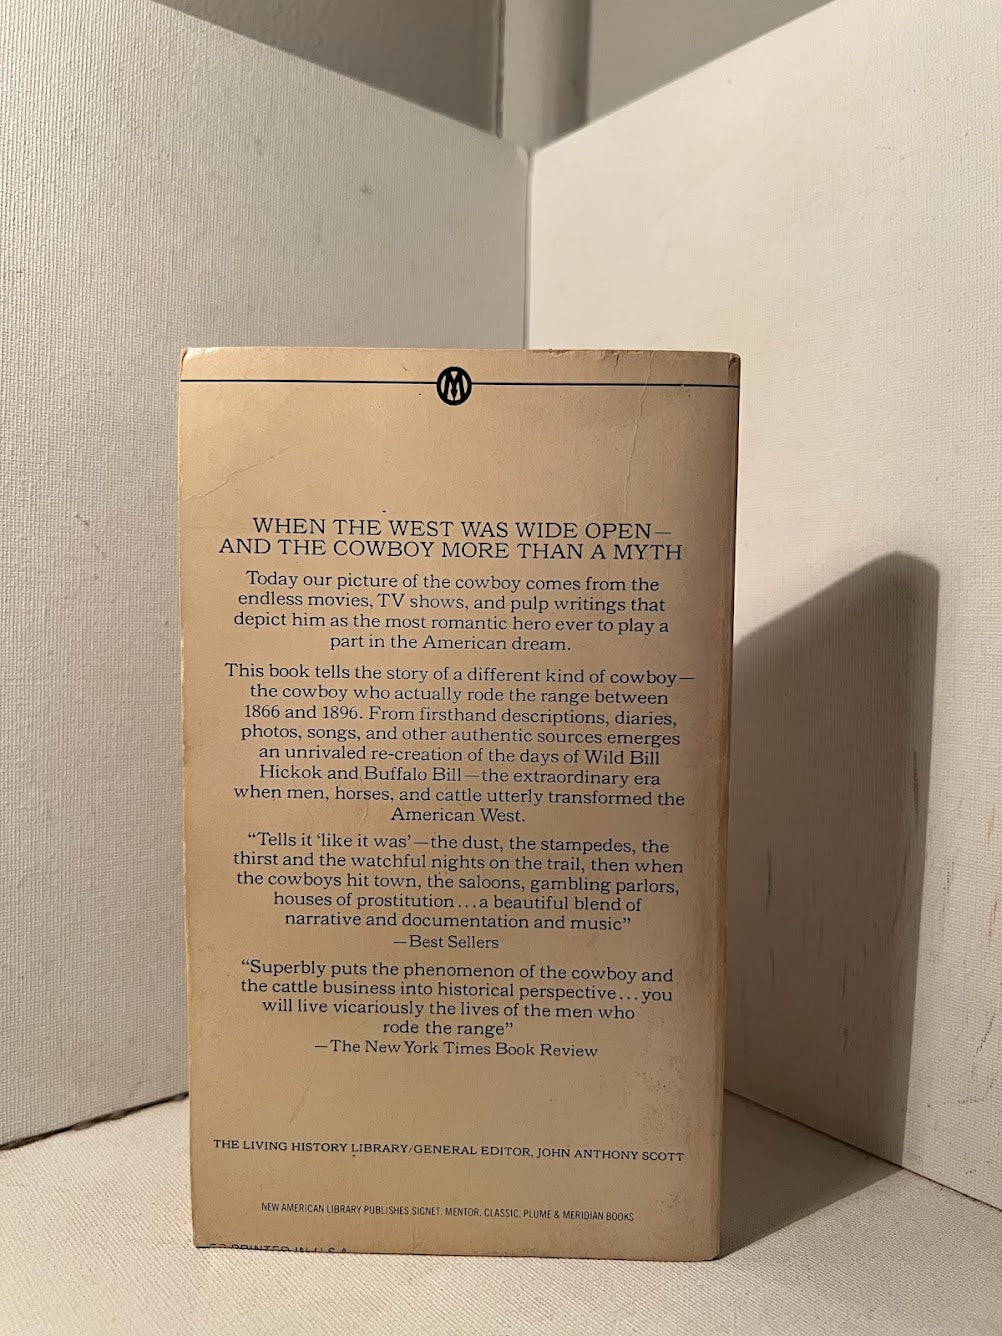 M
WHEN THE WEST WAS WIDE OPEN—
AND THE COWBOY MORE THAN A MYTH
Today our picture of the cowboy comes from the
endless movies, TV shows, and pulp writings that
depict him as the most romantic hero ever to play a
part in the American dream.
This book tells the story of a different kind of cowboy—
the cowboy who actually rode the range between
1866 and 1896. From firsthand descriptions, diaries,
photos, songs, and other authentic sources emerges
an unrivaled re-creation of the days of Wild Bill
Hickok and Buffalo Bill—the extraordinary era
when men, horses, and cattle utterly transformed the
American West.
“Tells it ‘like it was’—the dust, the stampedes, the
thirst and the watchful nights on the trail, then when
the cowboys hit town, the saloons, gambling parlors,
houses of prostitution...a beautiful blend of
narrative and documentation and music”
—Best Sellers
“Superbly puts the phenomenon of the cowboy and
the cattle business into historical perspective...you
will live vicariously the lives of the men who
rode the range”
—The New York Times Book Review
THE LIVING HISTORY LIBRARY/GENERAL EDITOR, JOHN ANTHONY SCOTT
NEW AMERICAN LIBRARY PUBLISHES SIGNET, MENTOR, CLASSIC, PLUME & MERIDIAN BOOKS
PRINTED IN U.S.A.